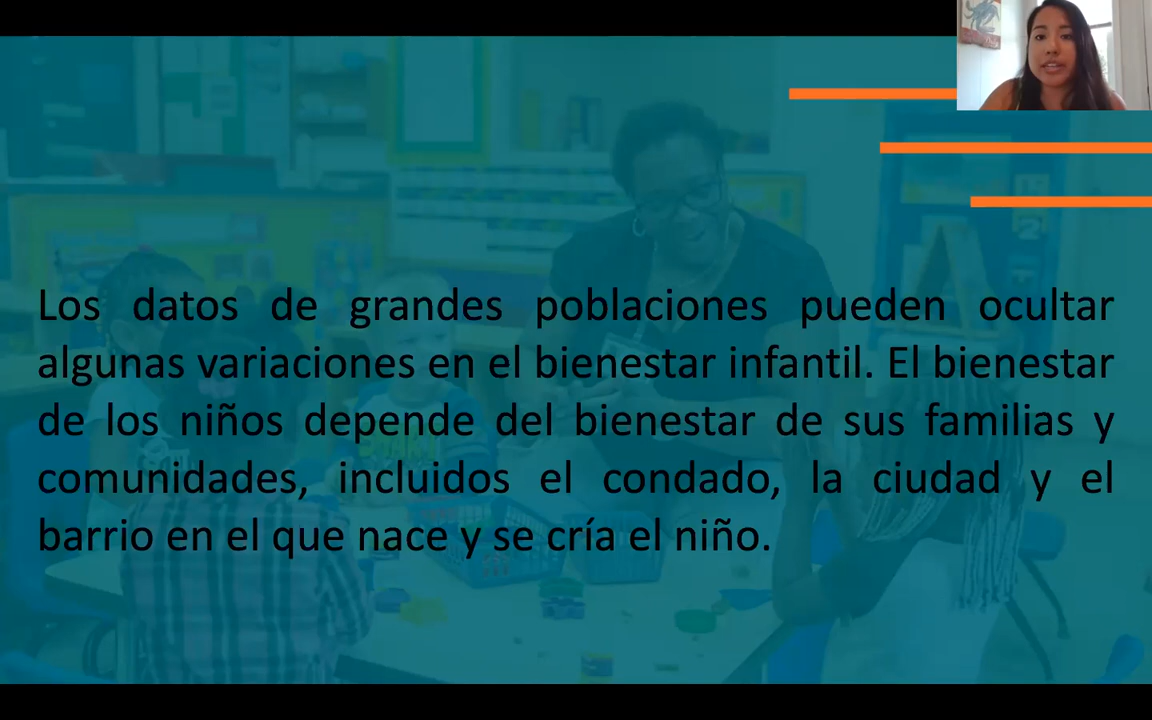 Los datos de grandes poblaciones pueden ocultar
algunas variaciones en el bienestar infantil. El bienestar
de los niños depende del bienestar de sus familias y
comunidades, incluidos el condado, la ciudad y el
barrio en el que nace y se cría el niño.